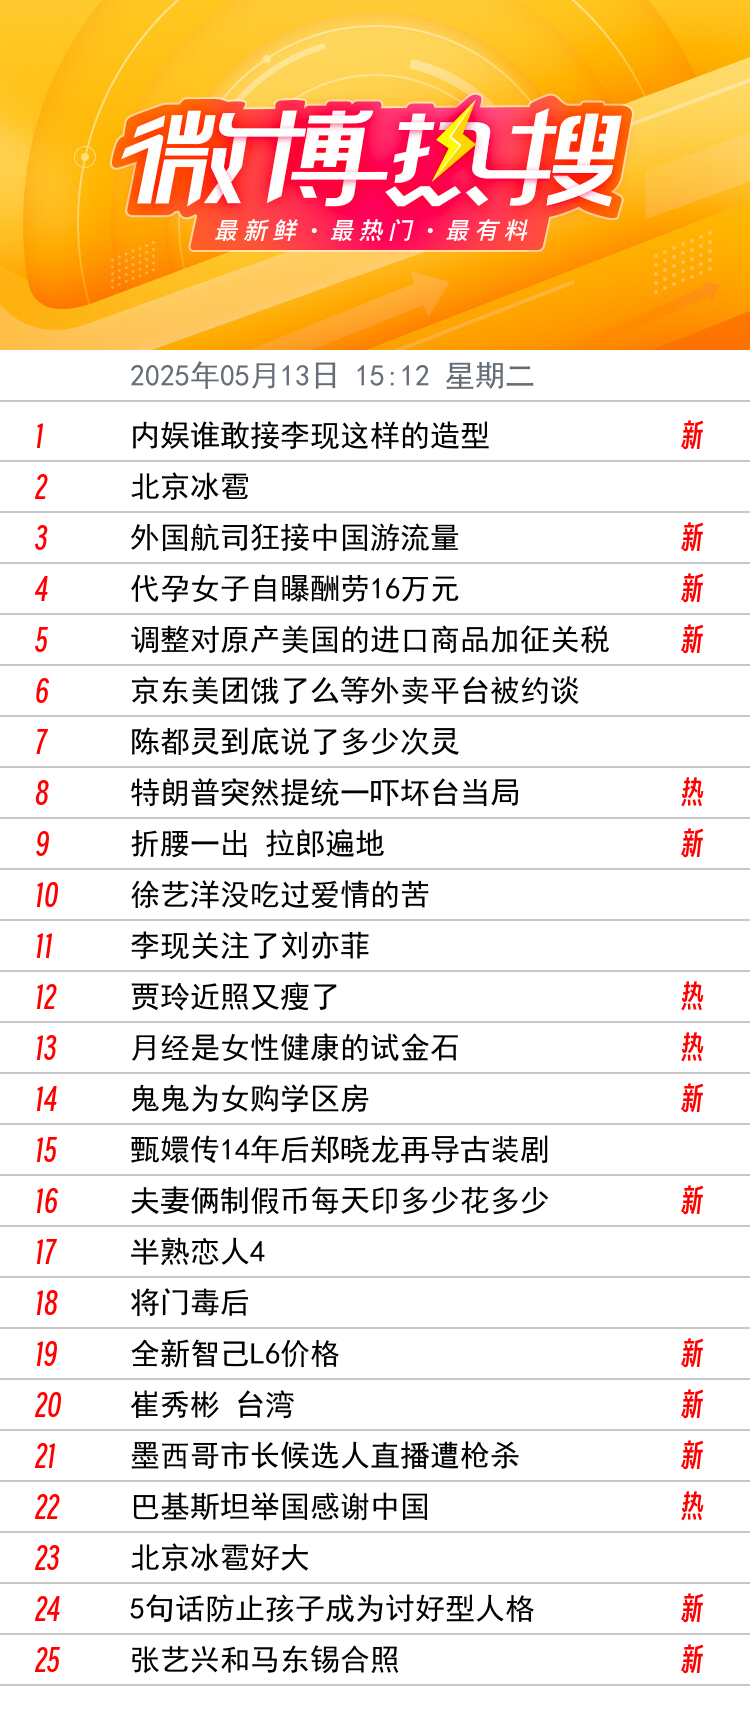 微博热搜
最新鲜·最热门·最有料
2025年05月13日 15:12 星期二
1 内娱谁敢接李现这样的造型 新
2 北京冰雹
3 外国航司狂接中国游流量 新
4 代孕女子自曝酬劳16万元 新
5 调整对原产美国的进口商品加征关税 新
6 京东美团饿了么等外卖平台被约谈
7 陈都灵到底说了多少次灵
8 特朗普突然提统一吓坏台当局 热
9 折腰一出 拉郎遍地 新
10 徐艺洋没吃过爱情的苦
11 李现关注了刘亦菲
12 贾玲近照又瘦了 热
13 月经是女性健康的试金石 热
14 鬼鬼为女购学区房 新
15 甄嬛传14年后郑晓龙再导古装剧
16 夫妻俩制假币每天印多少花多少 新
17 半熟恋人4
18 将门毒后
19 全新智己L6价格 新
20 崔秀彬 台湾 新
21 墨西哥市长候选人直播遭枪杀 新
22 巴基斯坦举国感谢中国 热
23 北京冰雹好大
24 5句话防止孩子成为讨好型人格 新
25 张艺兴和马东锡合照 新